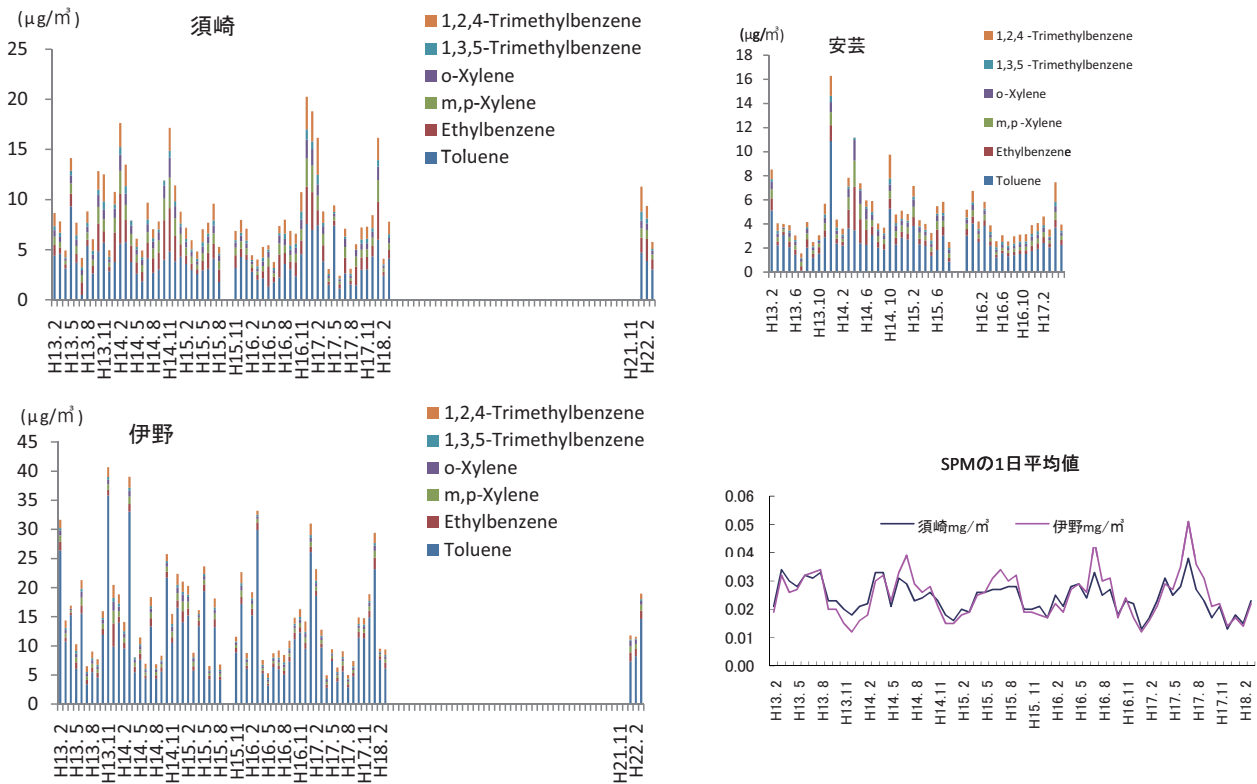 (μg/㎥)
須崎
1,2,4-Trimethylbenzene
1,3,5-Trimethylbenzene
o-Xylene
m,p-Xylene
Ethylbenzene
Toluene
25
20
15
10
5
0
H13. 2
H13. 5
H13. 8
H13.11
H14. 2
H14. 5
H14. 8
H14.11
H15. 2
H15. 5
H15. 8
H15.11
H16. 2
H16. 5
H16. 8
H16.11
H17. 2
H17. 5
H17. 8
H17.11
H18. 2
H21.11
H22. 2
(μg/㎥)
安芸
1,2,4 -Trimethylbenzene
1,3,5 -Trimethylbenzene
o-Xylene
m,p -Xylene
Ethylbenzene
Toluene
18
16
14
12
10
8
6
4
2
0
H13. 2
H13. 6
H13.10
H14. 2
H14. 6
H14. 10
H15. 2
H15. 6
H16.2
H16.6
H16.10
H17.2
(μg/㎥)
伊野
1,2,4-Trimethylbenzene
1,3,5-Trimethylbenzene
o-Xylene
m,p-Xylene
Ethylbenzene
Toluene
45
40
35
30
25
20
15
10
5
0
H13. 2
H13. 5
H13. 8
H13.11
H14. 2
H14. 5
H14. 8
H14.11
H15. 2
H15. 5
H15. 8
H15.11
H16. 2
H16. 5
H16. 8
H16.11
H17. 2
H17. 5
H17. 8
H17.11
H18. 2
H21.11
H22. 2
SPMの1日平均値
須崎mg/㎥
伊野mg/㎥
0.06
0.05
0.04
0.03
0.02
0.01
0.00
H13. 2
H13. 5
H13. 8
H13.11
H14. 2
H14. 5
H14. 8
H14.11
H15. 2
H15. 5
H15. 8
H15. 11
H16. 2
H16. 5
H16. 8
H16.11
H17. 2
H17. 5
H17. 8
H17.11
H18. 2